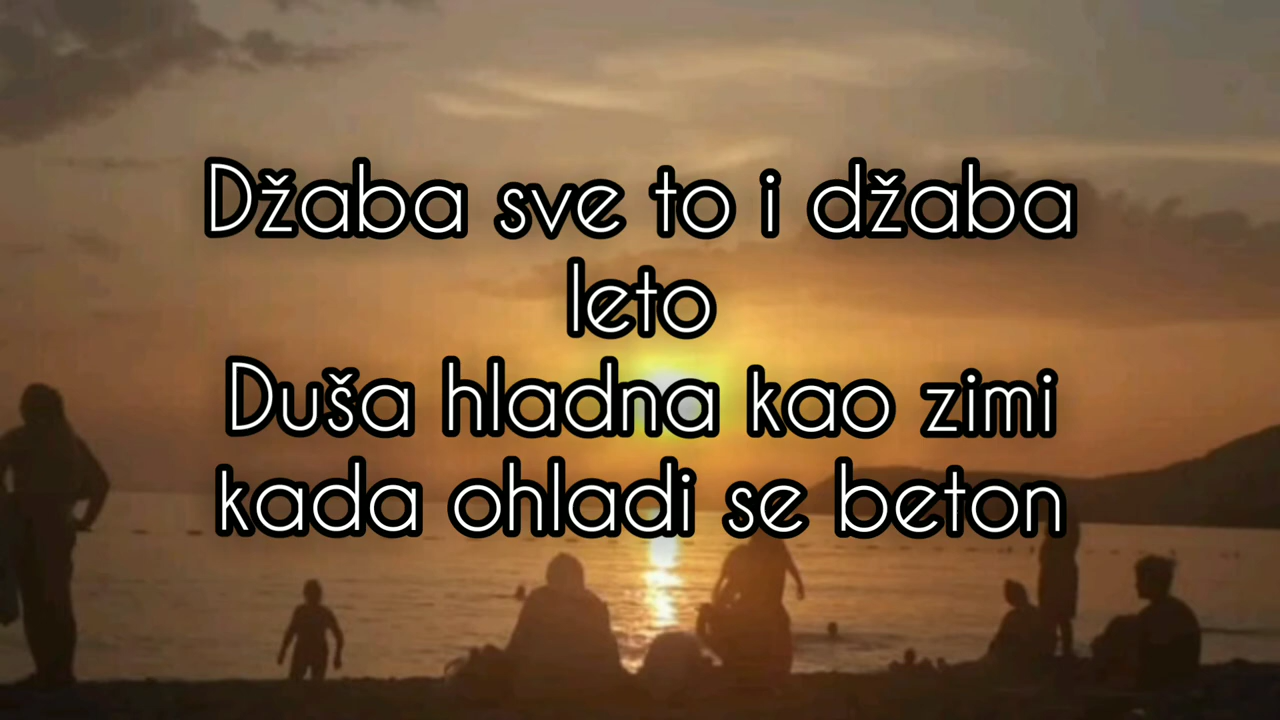 Džaba sve to i džaba
leto
Duša hladna kao zimi
kada ohladi se beton